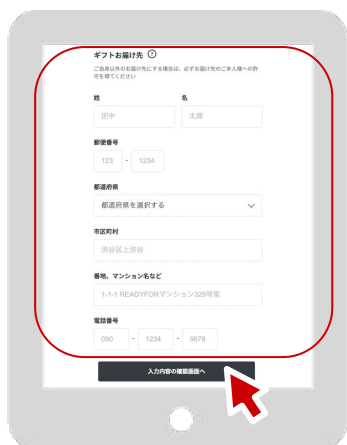 ギフトお届け先 ?
ご自身以外のお届け先にする場合は、必ずお届け先のご本人様への許
可を得てください
姓 名
田中 太郎
郵便番号
123 - 1234
都道府県
都道府県を選択する
市区町村
渋谷区上渋谷
番地、マンション名など
1-1-1 READYFORマンション329号室
電話番号
090 - 1234 - 5678
入力内容の確認画面へ